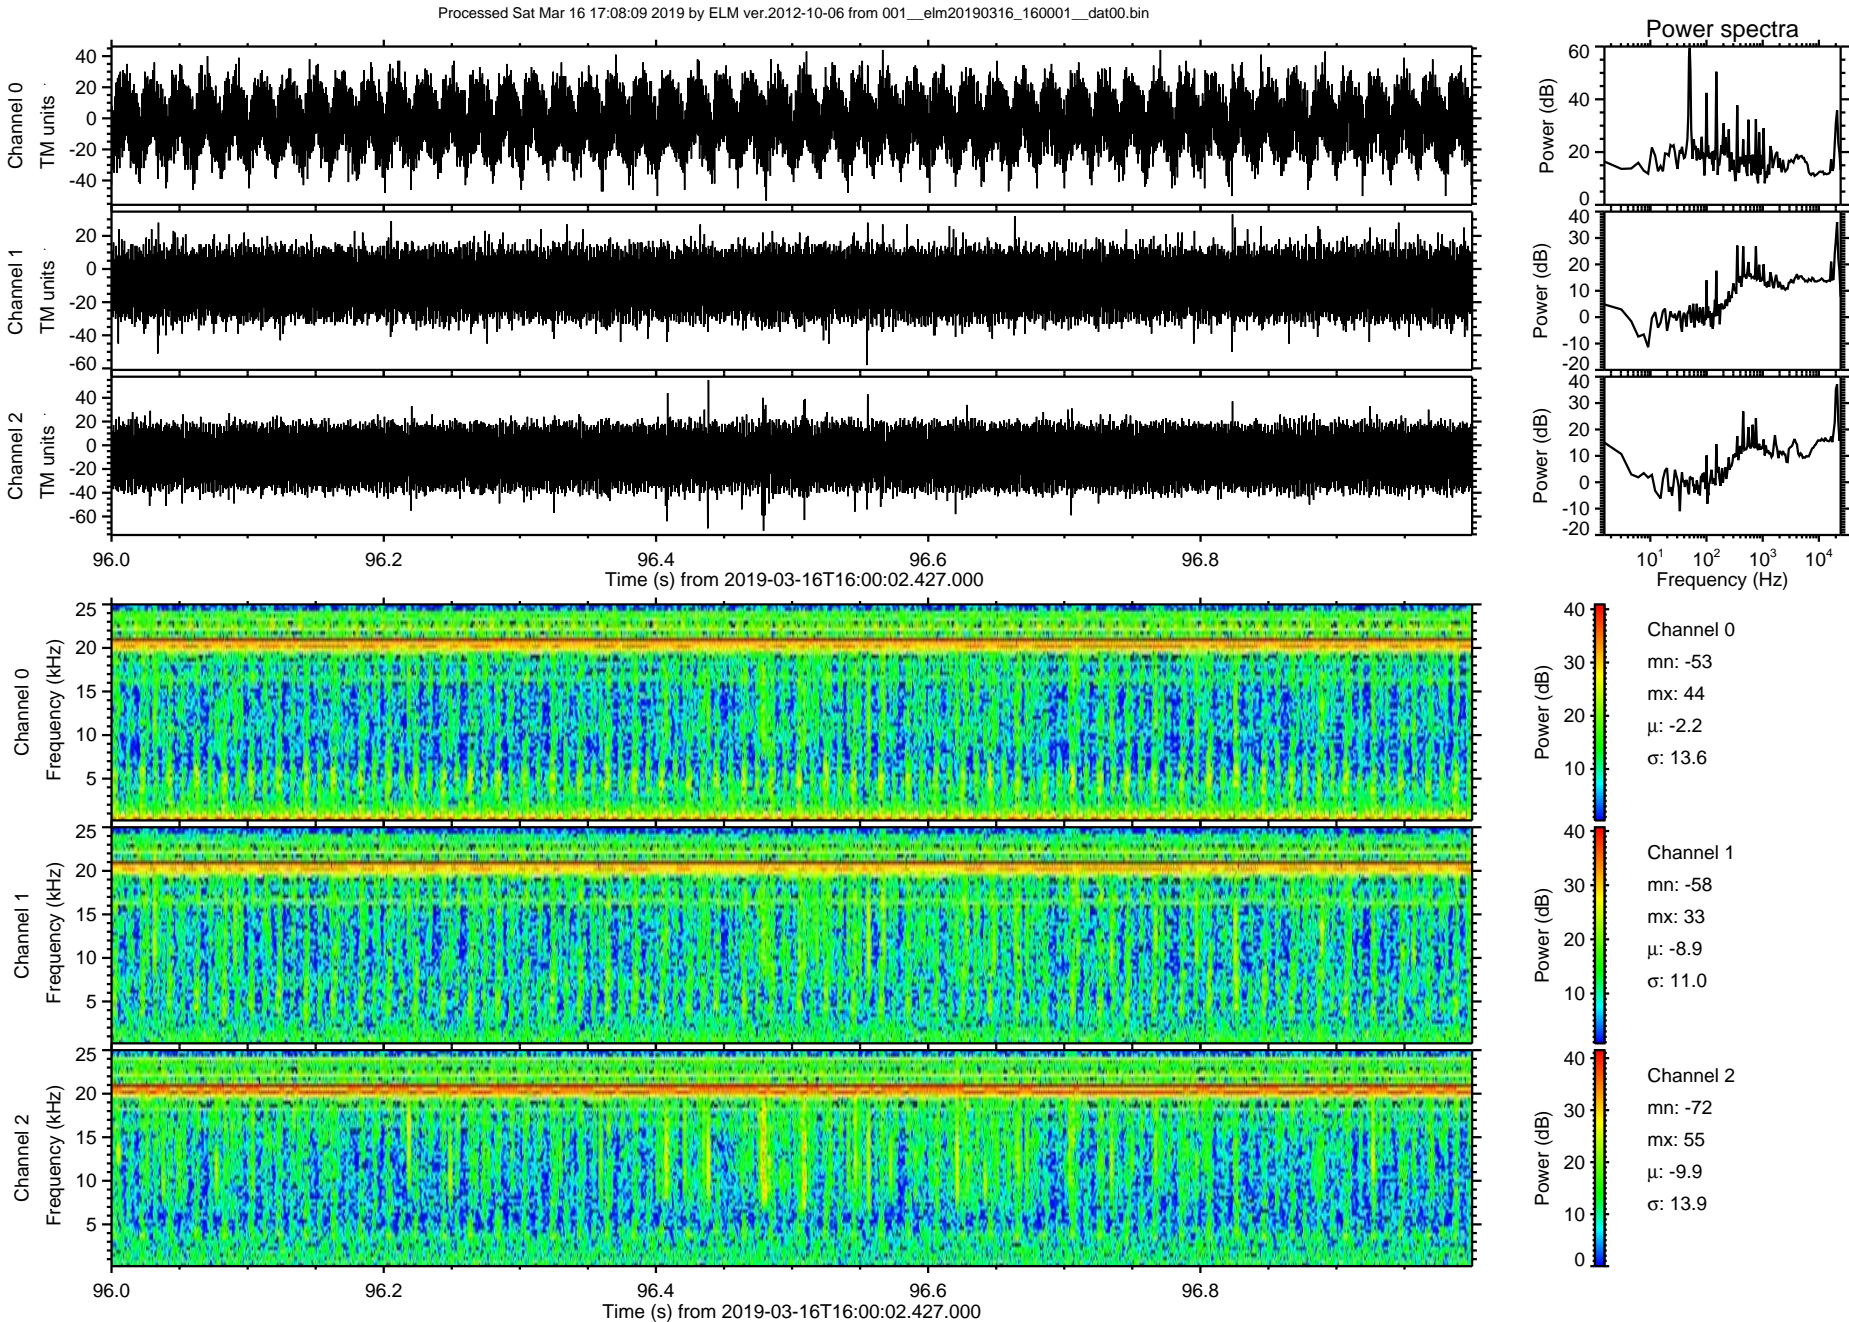 Processed Sat Mar 16 17:08:09 2019 by ELM ver.2012-10-06 from 001__elm20190316_160001__dat00.bin
Power spectra
Channel 0
TM units
40
20
0
-20
-40
Power (dB)
60
40
20
0
Channel 1
TM units
20
0
-20
-40
-60
Power (dB)
40
30
20
10
0
-10
-20
Channel 2
TM units
40
20
0
-20
-40
-60
Power (dB)
40
30
20
10
0
-10
-20
96.0 96.2 96.4 96.6 96.8
Time (s) from 2019-03-16T16:00:02.427.000
10¹ 10² 10³ 10⁴
Frequency (Hz)
Channel 0
Frequency (kHz)
25
20
15
10
5
Power (dB)
40
30
20
10
Channel 0
mn: -53
mx: 44
μ: -2.2
σ: 13.6
Channel 1
Frequency (kHz)
25
20
15
10
5
Power (dB)
40
30
20
10
Channel 1
mn: -58
mx: 33
μ: -8.9
σ: 11.0
Channel 2
Frequency (kHz)
25
20
15
10
5
Power (dB)
40
30
20
10
0
Channel 2
mn: -72
mx: 55
μ: -9.9
σ: 13.9
96.0 96.2 96.4 96.6 96.8
Time (s) from 2019-03-16T16:00:02.427.000